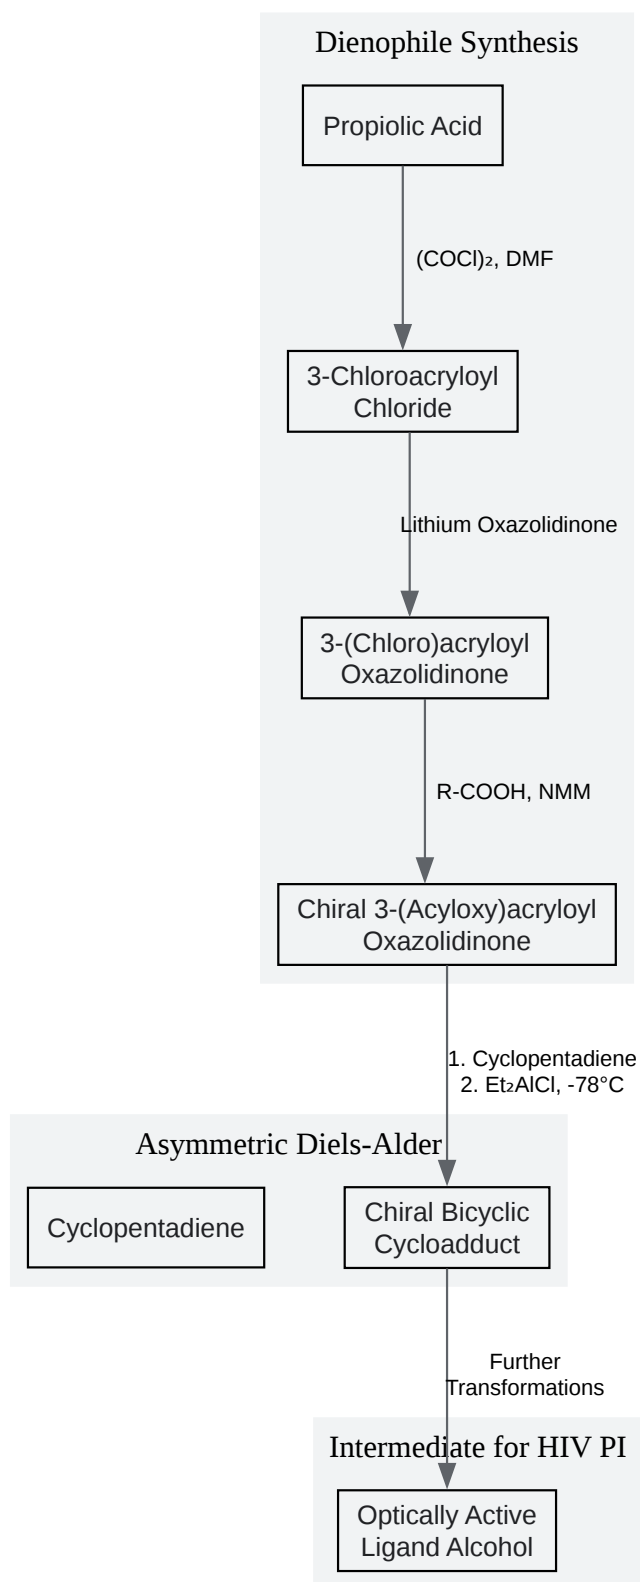 Dienophile Synthesis
Propiolic Acid
(COCl)₂, DMF
3-Chloroacryloyl
Chloride
Lithium Oxazolidinone
3-(Chloro)acryloyl
Oxazolidinone
R-COOH, NMM
Chiral 3-(Acyloxy)acryloyl
Oxazolidinone
1. Cyclopentadiene
2. Et₂AlCl, -78°C
Asymmetric Diels-Alder
Cyclopentadiene
Chiral Bicyclic
Cycloadduct
Further
Transformations
Intermediate for HIV PI
Optically Active
Ligand Alcohol